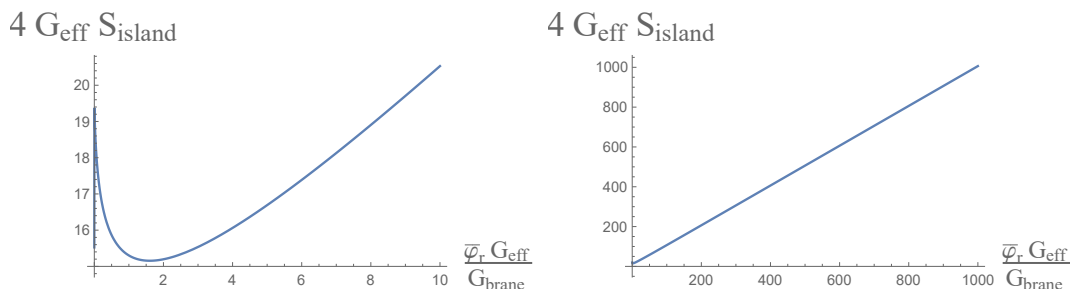 4 G_eff S_island
20
19
18
17
16
2 4 6 8 10
φ̄_r G_eff
G_brane
4 G_eff S_island
1000
800
600
400
200
200 400 600 800 1000
φ̄_r G_eff
G_brane